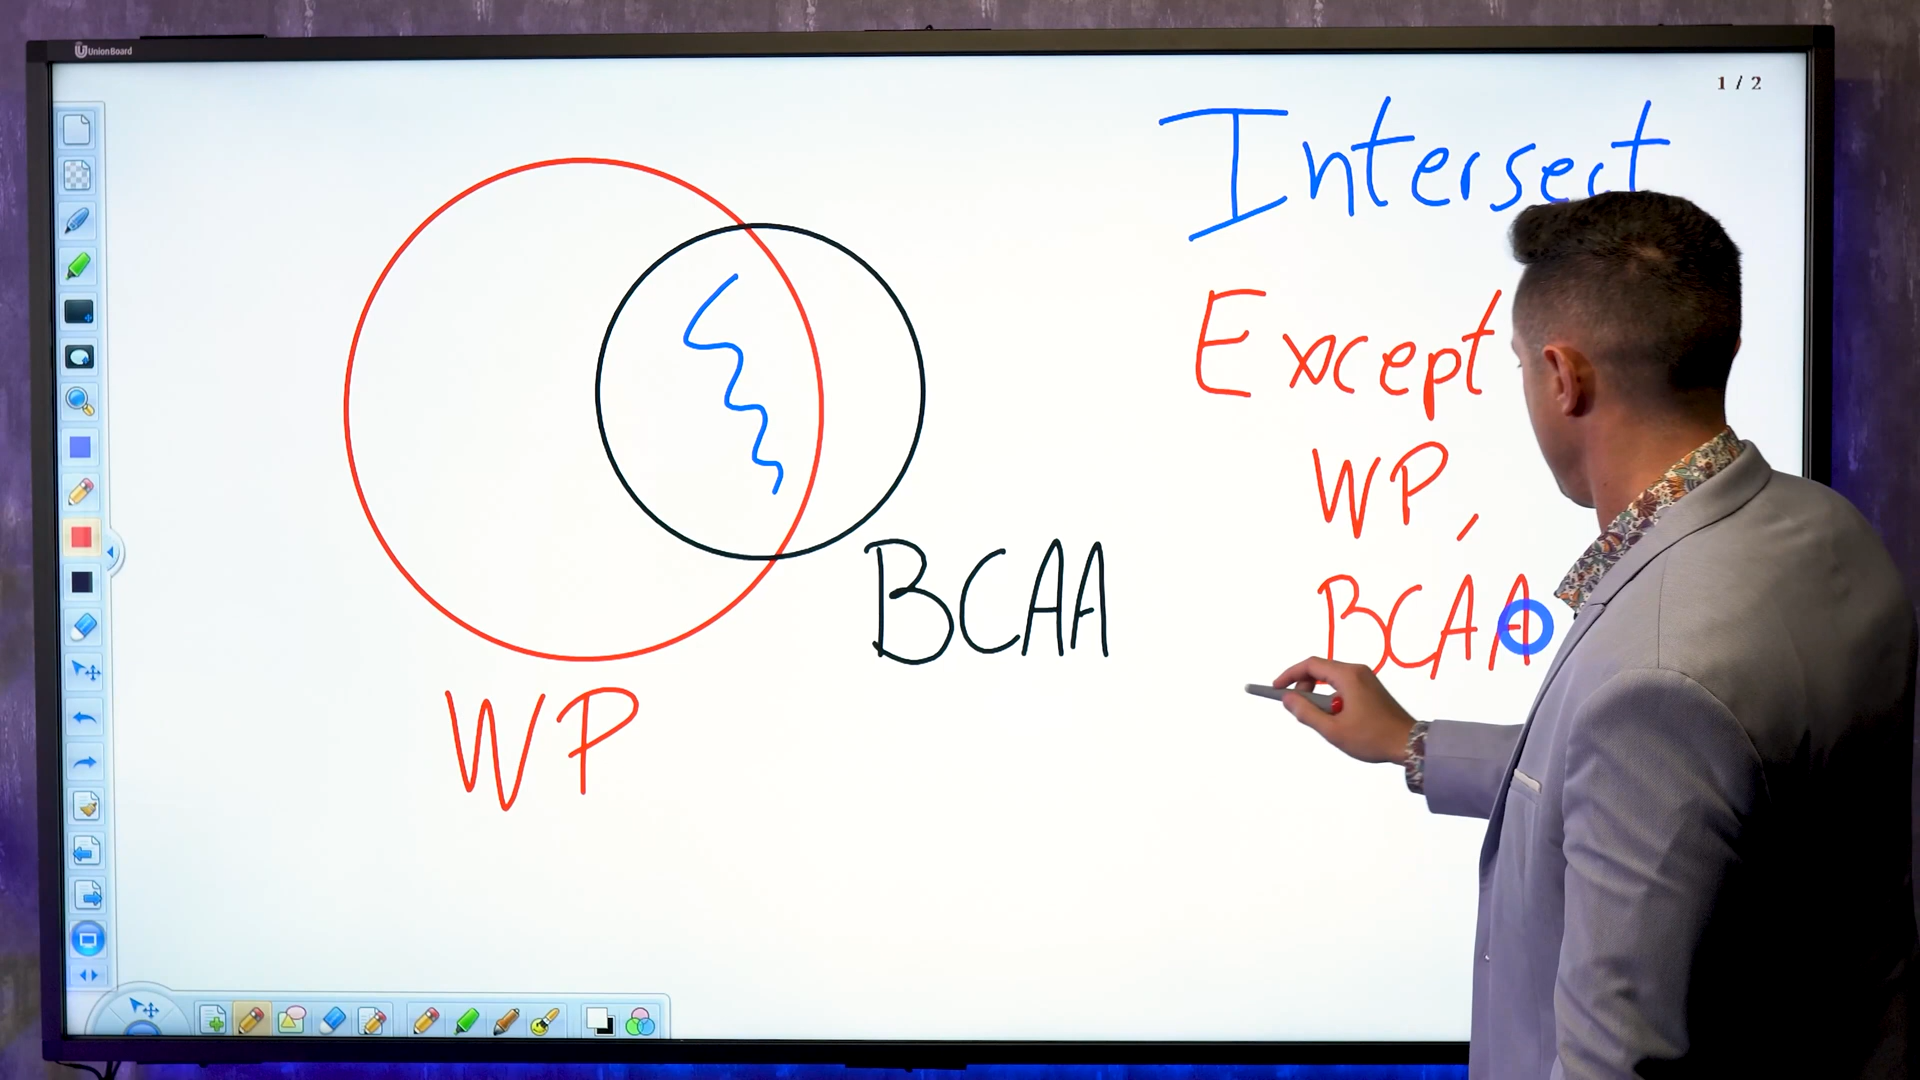 UnionBoard
1 / 2
Intersect
Except
WP,
BCAA
BCAA
WP